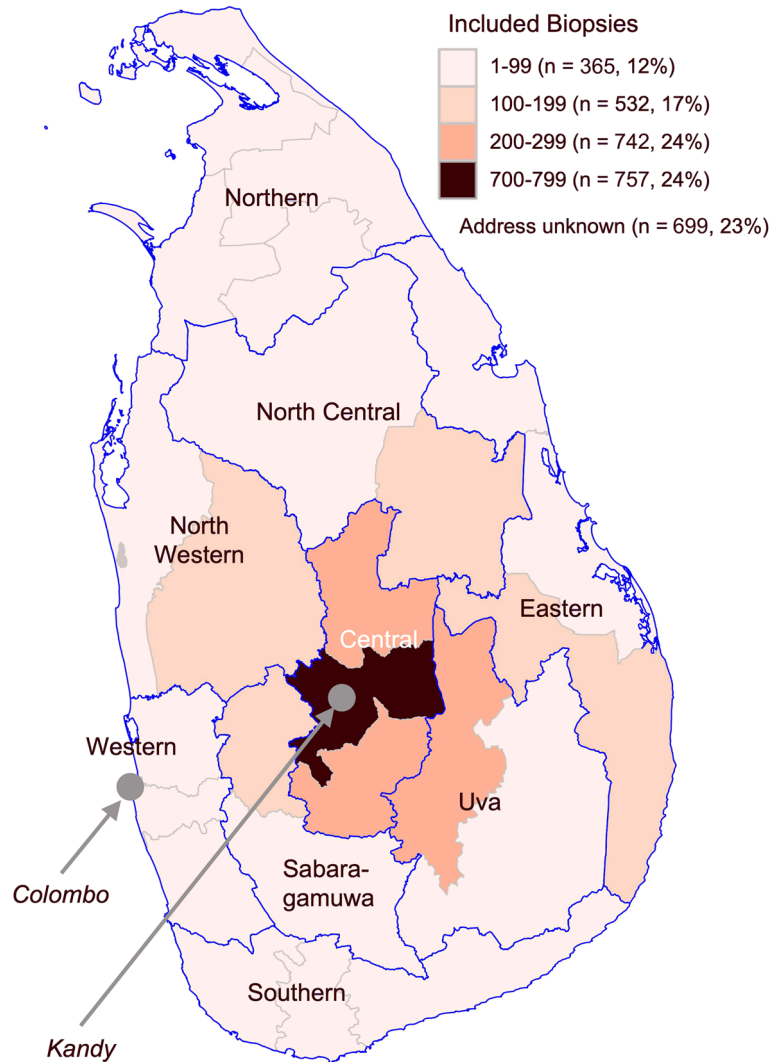 Included Biopsies
1-99 (n = 365, 12%)
100-199 (n = 532, 17%)
200-299 (n = 742, 24%)
700-799 (n = 757, 24%)
Address unknown (n = 699, 23%)
Northern
North Central
North
Western
Eastern
Central
Western
Uva
Sabara-
gamuwa
Colombo
Southern
Kandy